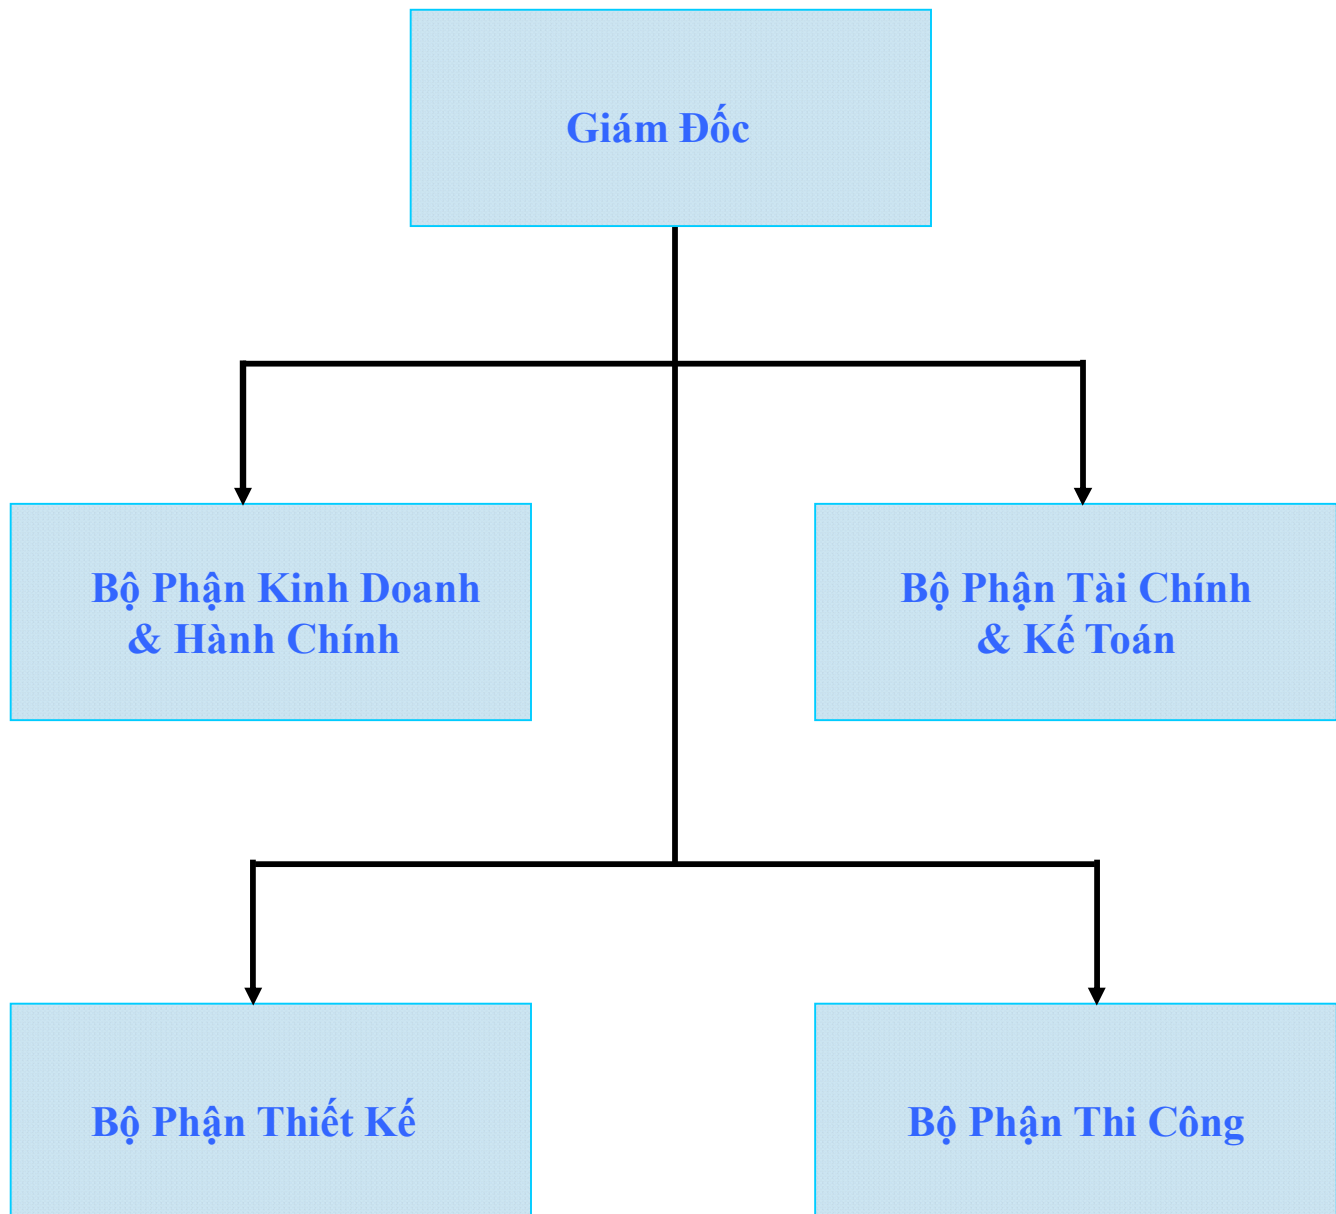 Giám Đốc
Bộ Phận Kinh Doanh
& Hành Chính
Bộ Phận Tài Chính
& Kế Toán
Bộ Phận Thiết Kế
Bộ Phận Thi Công